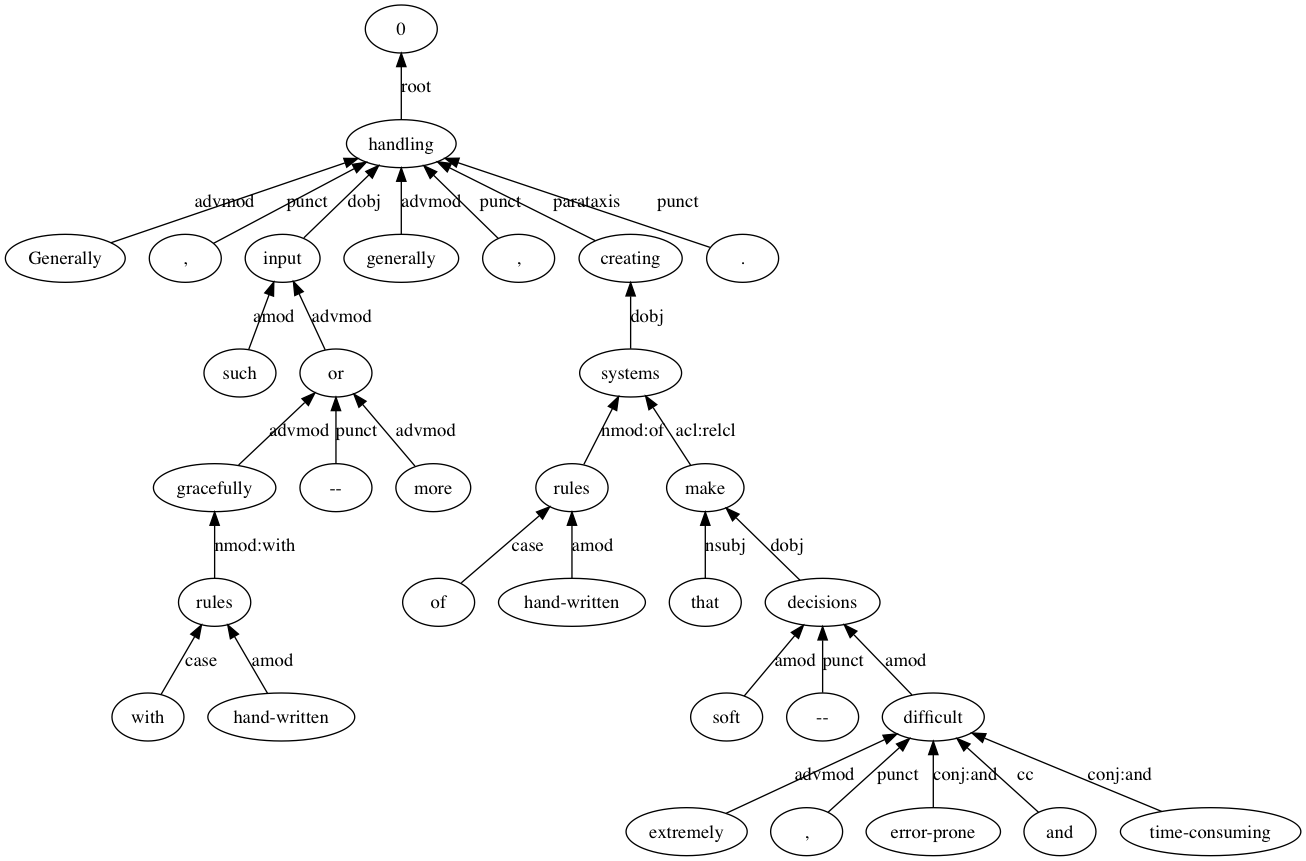 0
root
handling
advmod punct dobj advmod punct parataxis punct
Generally , input generally , creating .
amod advmod dobj
such or systems
advmod punct advmod nmod:of acl:relcl
gracefully -- more rules make
nmod:with case amod nsubj dobj
rules of hand-written that decisions
case amod amod punct amod
with hand-written soft -- difficult
advmod punct conj:and cc conj:and
extremely , error-prone and time-consuming